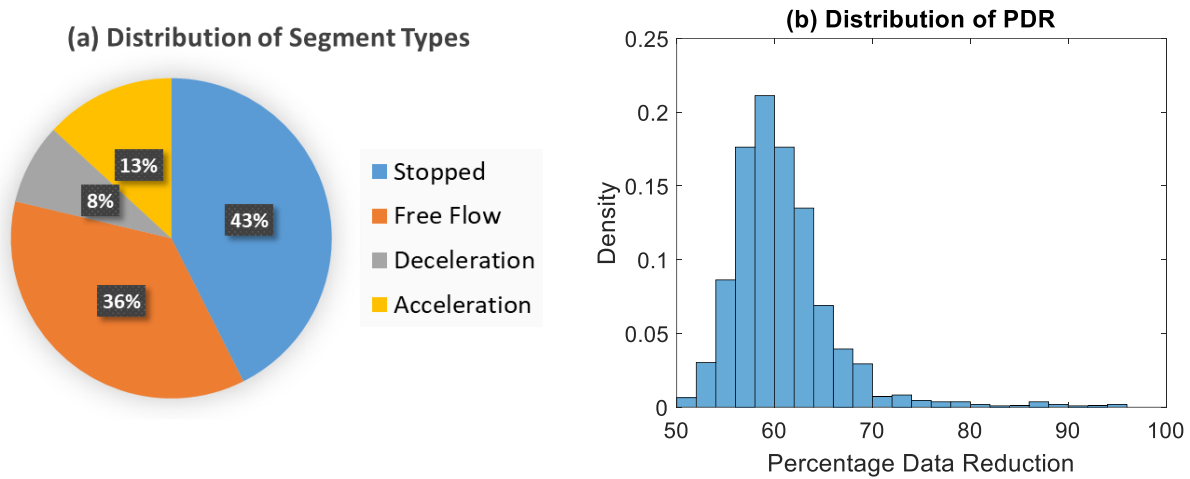 (a) Distribution of Segment Types
43%
36%
8%
13%
Stopped
Free Flow
Deceleration
Acceleration
(b) Distribution of PDR
Density
0.25
0.2
0.15
0.1
0.05
0
50 60 70 80 90 100
Percentage Data Reduction